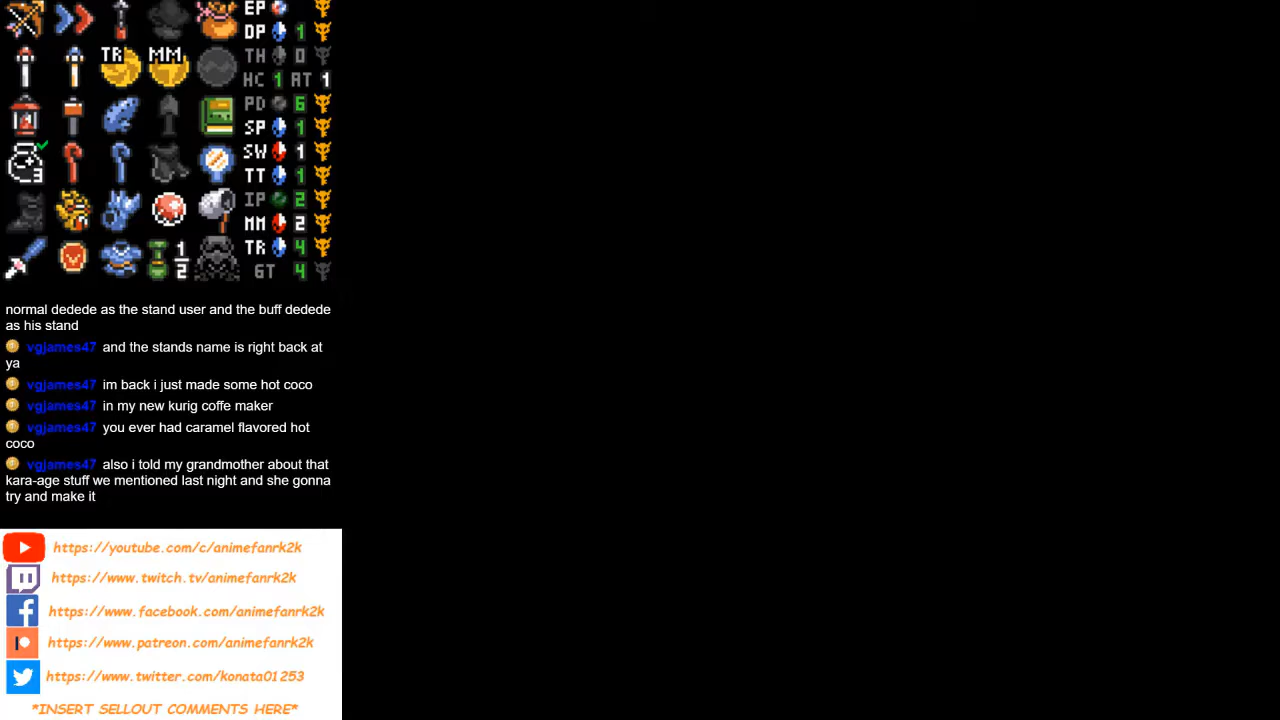 EP
DP 1
TR MM TH 0
HC 1 AT 1
PD 6
SP 1
SW 1
TT 1
IP 2
MM 2
1/2 TR 4
GT 4
normal dedede as the stand user and the buff dedede
as his stand
vgjames47 and the stands name is right back at
ya
vgjames47 im back i just made some hot coco
vgjames47 in my new kurig coffe maker
vgjames47 you ever had caramel flavored hot
coco
vgjames47 also i told my grandmother about that
kara-age stuff we mentioned last night and she gonna
try and make it
https://youtube.com/c/animefanrk2k
https://www.twitch.tv/animefanrk2k
https://www.facebook.com/animefanrk2k
https://www.patreon.com/animefanrk2k
https://www.twitter.com/konata01253
*INSERT SELLOUT COMMENTS HERE*